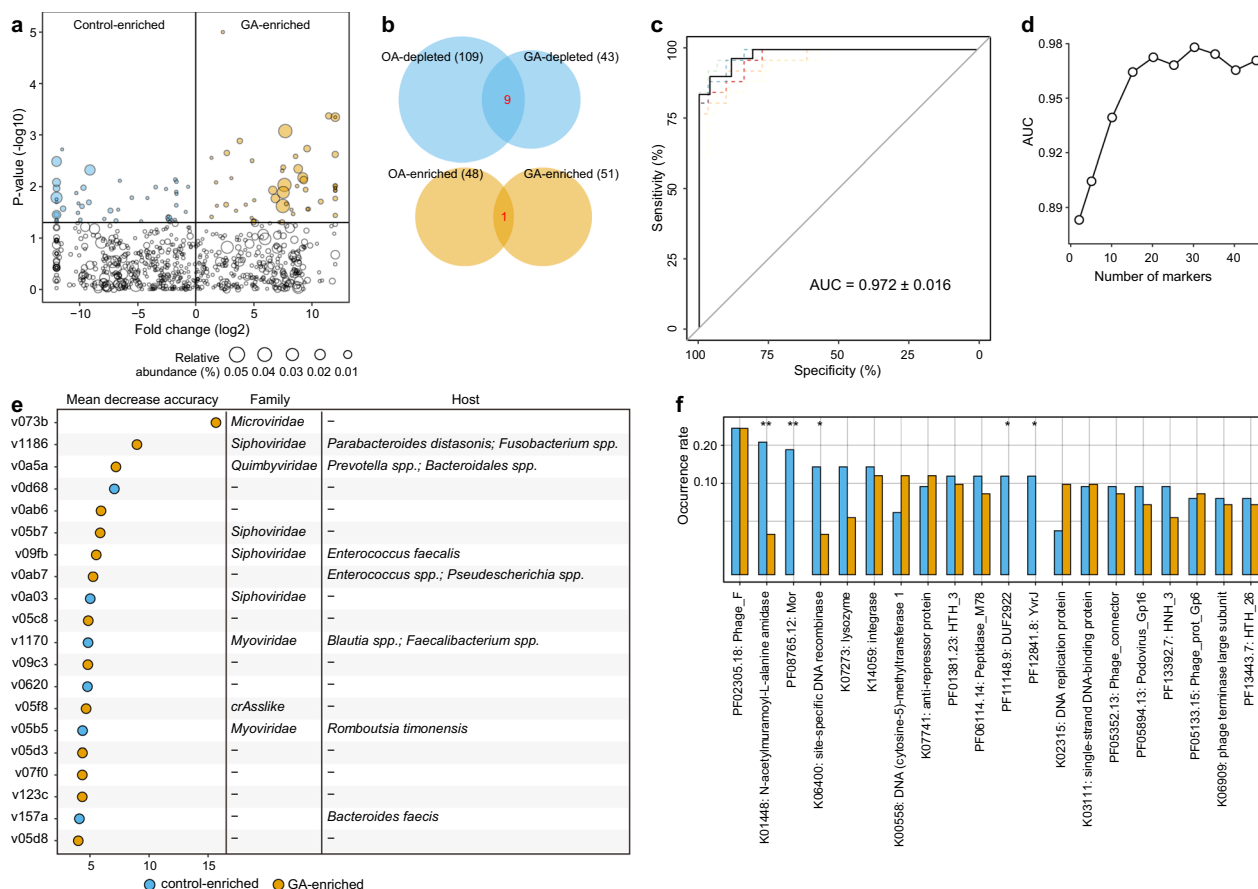 a
Control-enriched
GA-enriched
P-value (-log10)
5
4
3
2
1
0
−10
−5
0
5
10
Fold change (log2)
Relative
abundance (%)
0.05 0.04 0.03 0.02 0.01
b
OA-depleted (109)
GA-depleted (43)
9
OA-enriched (48)
GA-enriched (51)
1
c
Sensitivity (%)
100
75
50
25
0
AUC = 0.972 ± 0.016
100
75
50
25
0
Specificity (%)
d
AUC
0.98
0.95
0.92
0.89
0
10
20
30
40
Number of markers
e
Mean decrease accuracy Family Host
v073b Microviridae –
v1186 Siphoviridae Parabacteroides distasonis; Fusobacterium spp.
v0a5a Quimbyviridae Prevotella spp.; Bacteroidales spp.
v0d68 – –
v0ab6 – –
v05b7 Siphoviridae –
v09fb Siphoviridae Enterococcus faecalis
v0ab7 – Enterococcus spp.; Pseudescherichia spp.
v0a03 Siphoviridae –
v05c8 – –
v1170 Myoviridae Blautia spp.; Faecalibacterium spp.
v09c3 – –
v0620 – –
v05f8 crAsslike –
v05b5 Myoviridae Romboutsia timonensis
v05d3 – –
v07f0 – –
v123c – –
v157a – Bacteroides faecis
v05d8 – –
5
10
15
control-enriched GA-enriched
f
Occurrence rate
0.20
0.10
** ** * * *
PF02305.18: Phage_F
K01448: N-acetylmuramoyl-L-alanine amidase
PF08765.12: Mor
K06400: site-specific DNA recombinase
K07273: lysozyme
K14059: integrase
K00558: DNA (cytosine-5)-methyltransferase 1
K07741: anti-repressor protein
PF01381.23: HTH_3
PF06114.14: Peptidase_M78
PF11148.9: DUF2922
PF12841.8: YvrJ
K02315: DNA replication protein
K03111: single-strand DNA-binding protein
PF05352.13: Phage_connector
PF05894.13: Podovirus_Gp16
PF13392.7: HNH_3
PF05133.15: Phage_prot_Gp6
K06909: phage terminase large subunit
PF13443.7: HTH_26